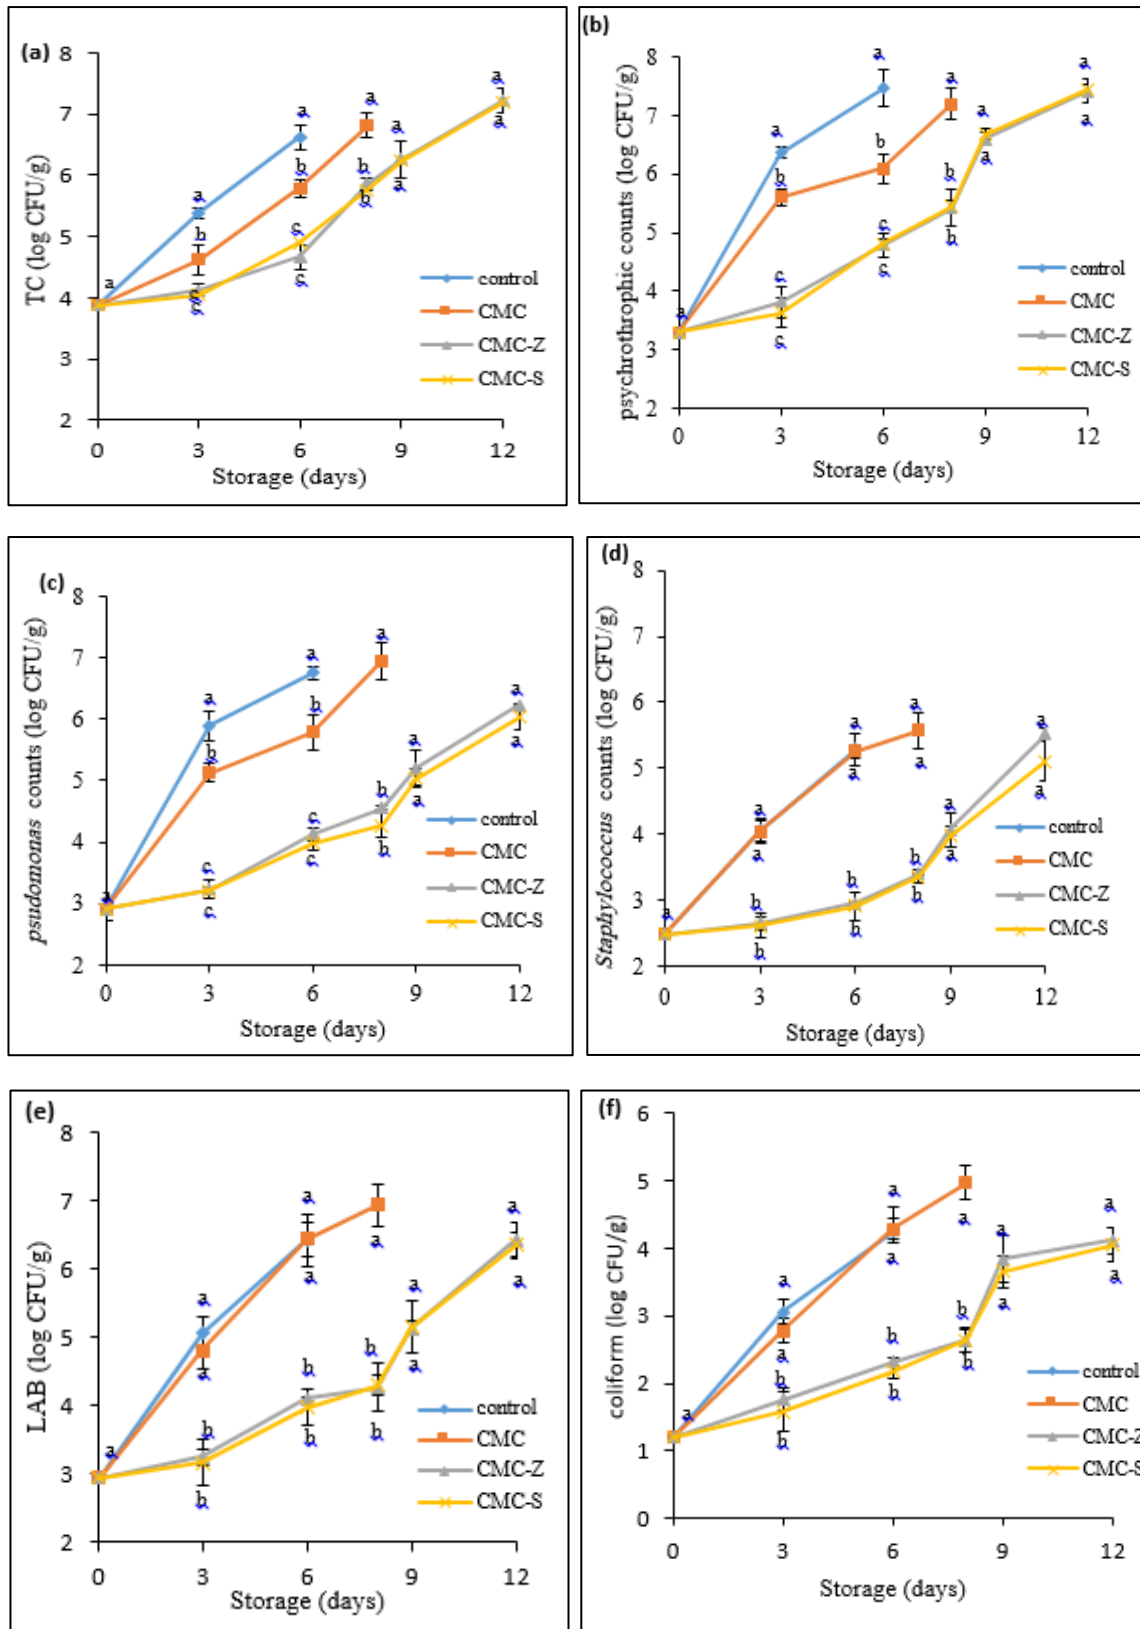 (a)
TC (log CFU/g)
8
7
6
5
4
3
2
a
a
b
c
c
a
b
c
c
a
b
b
a
a
a
a
control
CMC
CMC-Z
CMC-S
0 3 6 9 12
Storage (days)
(b)
psychrothrophic counts (log CFU/g)
8
7
6
5
4
3
2
a
a
b
c
c
a
b
c
c
a
b
b
a
a
a
a
control
CMC
CMC-Z
CMC-S
0 3 6 9 12
Storage (days)
(c)
psudomonas counts (log CFU/g)
8
7
6
5
4
3
2
a
a
b
c
c
a
b
c
c
a
b
b
a
a
a
a
control
CMC
CMC-Z
CMC-S
0 3 6 9 12
Storage (days)
(d)
Staphylococcus counts (log CFU/g)
8
7
6
5
4
3
2
a
a
a
b
b
a
a
b
b
a
a
b
b
a
a
a
a
control
CMC
CMC-Z
CMC-S
0 3 6 9 12
Storage (days)
(e)
LAB (log CFU/g)
8
7
6
5
4
3
2
a
a
a
b
b
a
a
b
b
a
b
b
a
a
a
a
control
CMC
CMC-Z
CMC-S
0 3 6 9 12
Storage (days)
(f)
coliform (log CFU/g)
6
5
4
3
2
1
0
a
a
a
b
b
a
a
b
b
a
b
b
a
a
a
a
control
CMC
CMC-Z
CMC-S
0 3 6 9 12
Storage (days)